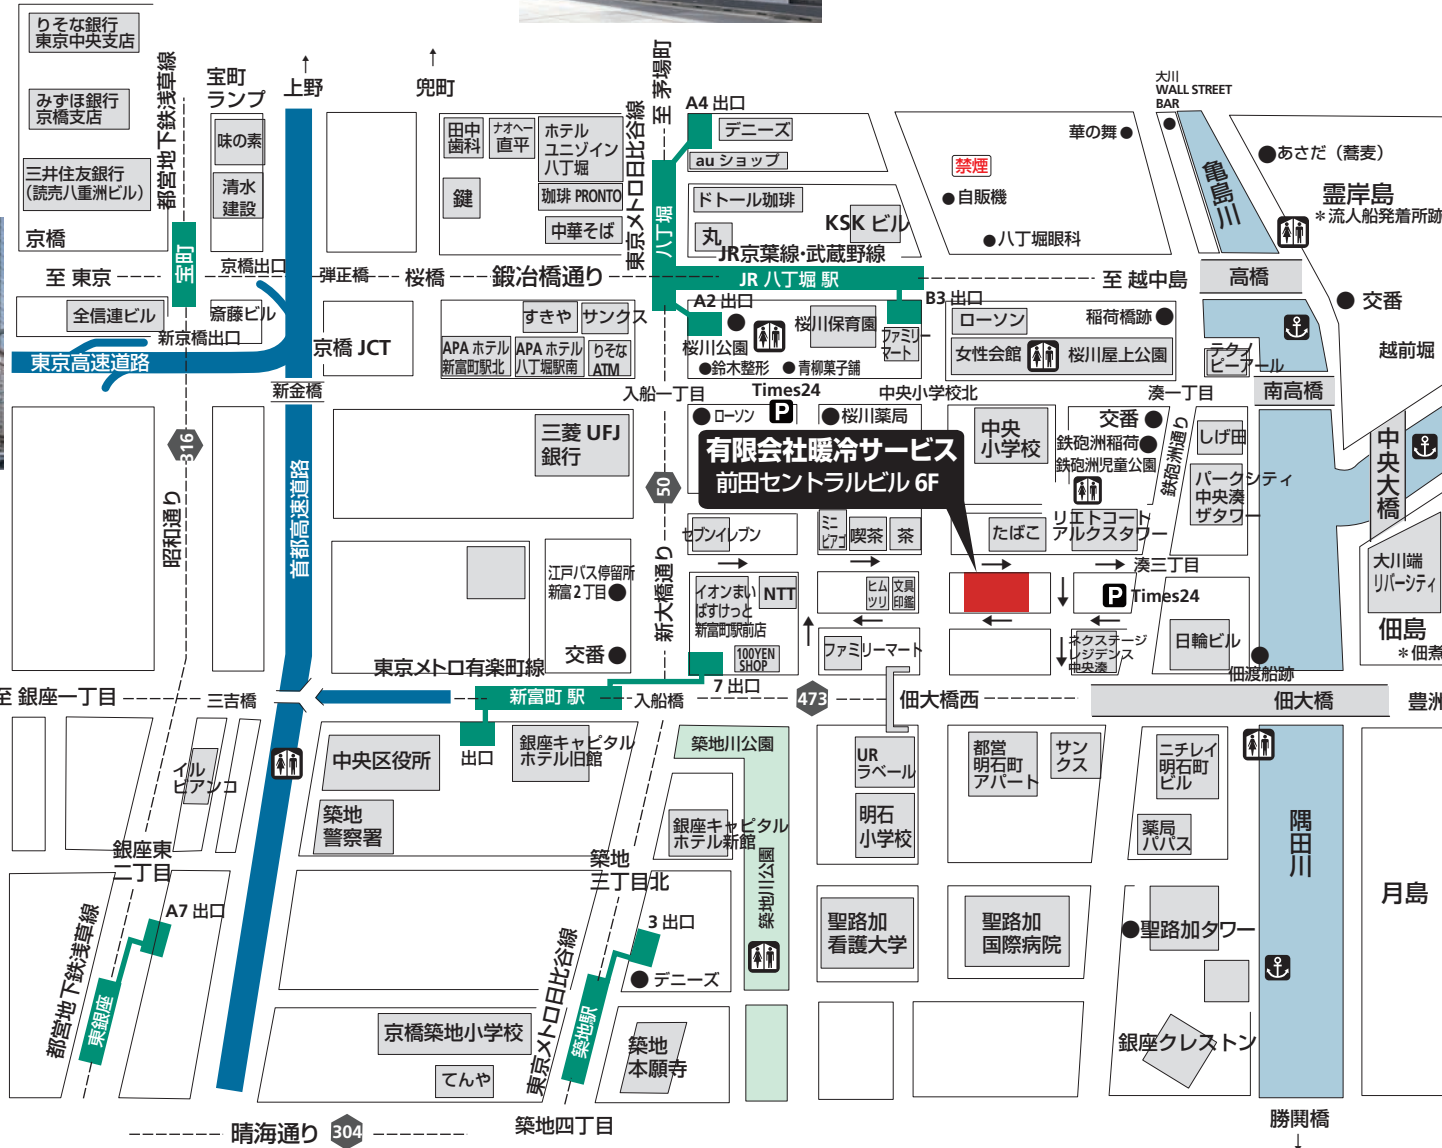 りそな銀行
東京中央支店
みずほ銀行
京橋支店
三井住友銀行
(読売八重洲ビル)
京橋
都営地下鉄浅草線
宝町
ランプ
味の素
清水
建設
上野
兜町
田中
歯科
ナオヘー
直平
ホテル
ユニゾイン
八丁堀
鍵
珈琲 PRONTO
中華そば
東京メトロ日比谷線
至 茅場町
A4 出口
デニーズ
au ショップ
ドトール珈琲
丸
KSK ビル
八丁堀
JR京葉線・武蔵野線
JR 八丁堀 駅
禁煙
自販機
八丁堀眼科
華の舞
大川
WALL STREET
BAR
亀島川
あさだ（蕎麦）
霊岸島
＊流人船発着所跡
至 東京
宝町
京橋出口
弾正橋
桜橋
鍛冶橋通り
至 越中島
高橋
交番
全信連ビル
斎藤ビル
新京橋出口
東京高速道路
京橋 JCT
新金橋
すきや
サンクス
APA ホテル
新富町駅北
APA ホテル
八丁堀駅南
りそな
ATM
A2 出口
桜川公園
桜川保育園
鈴木整形
青柳菓子舗
B3 出口
ファミリー
マート
ローソン
稲荷橋跡
女性会館
桜川屋上公園
テクノ
ピーアール
越前堀
南高橋
入船一丁目
Times24
P
中央小学校北
湊一丁目
ローソン
桜川薬局
有限会社暖冷サービス
前田セントラルビル 6F
中央
小学校
交番
鉄砲洲稲荷
鉄砲洲児童公園
鉄砲洲通り
しげ田
パークシティ
中央湊
ザタワー
中央大橋
316
昭和通り
首都高速道路
三菱 UFJ
銀行
50
新大橋通り
セブンイレブン
ミニ
ピアゴ
喫茶
茶
たばこ
リエトコート
アルクスタワー
湊三丁目
大川端
リバーシティ
江戸バス停留所
新富２丁目
交番
イオンまい
ばすけっと
新富町駅前店
NTT
100YEN
SHOP
ヒム
ツリ
文具
印鑑
ファミリーマート
P
Times24
ネクステージ
レジデンス
中央湊
日輪ビル
佃渡船跡
佃島
＊佃煮
東京メトロ有楽町線
至 銀座一丁目
三吉橋
新富町 駅
入船橋
7 出口
473
佃大橋西
佃大橋
豊洲
イル
ピアンコ
中央区役所
築地
警察署
出口
銀座キャピタル
ホテル旧館
築地川公園
銀座キャピタル
ホテル新館
築地川公園
UR
ラベール
明石
小学校
都営
明石町
アパート
サン
クス
ニチレイ
明石町
ビル
薬局
パパス
隅田川
月島
銀座東
二丁目
A7 出口
都営地下鉄浅草線
東銀座
築地
三丁目北
3 出口
デニーズ
東京メトロ日比谷線
築地駅
聖路加
看護大学
聖路加
国際病院
聖路加タワー
銀座クレストン
京橋築地小学校
てんや
築地
本願寺
築地四丁目
晴海通り
304
勝鬨橋